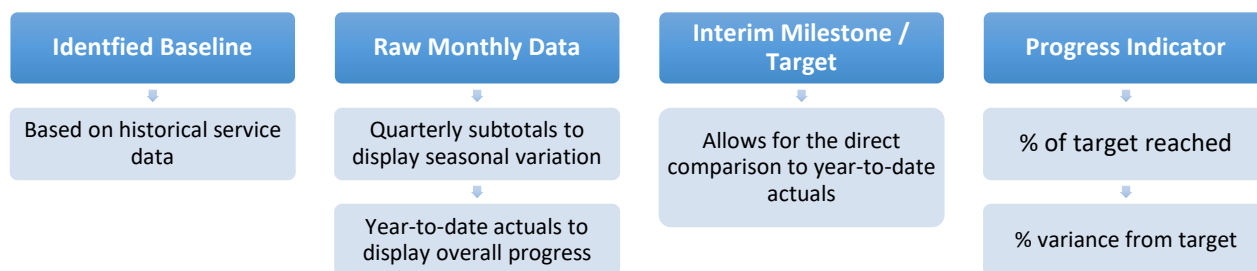 Identfied Baseline
Based on historical service
data
Raw Monthly Data
Quarterly subtotals to
display seasonal variation
Year-to-date actuals to
display overall progress
Interim Milestone /
Target
Allows for the direct
comparison to year-to-date
actuals
Progress Indicator
% of target reached
% variance from target